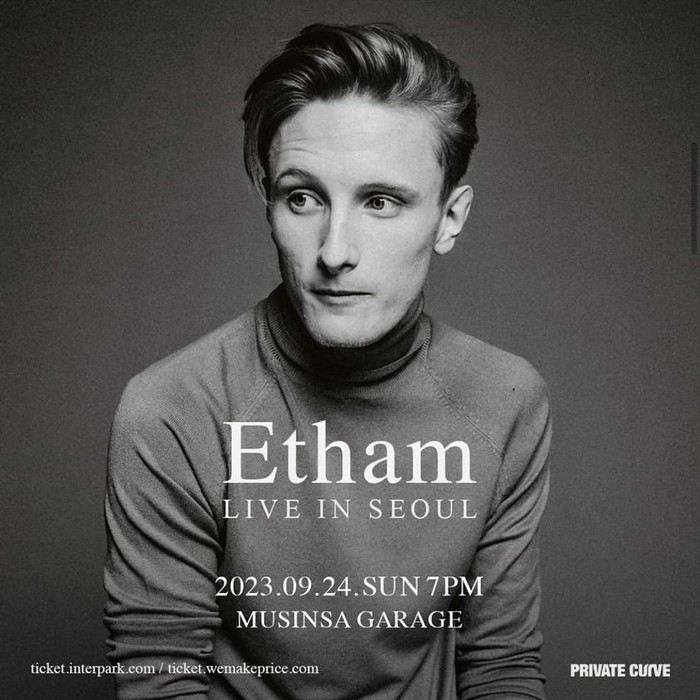 Etham
LIVE IN SEOUL
2023.09.24.SUN 7PM
MUSINSA GARAGE
ticket.interpark.com / ticket.wemakeprice.com
PRIVATE CURVE